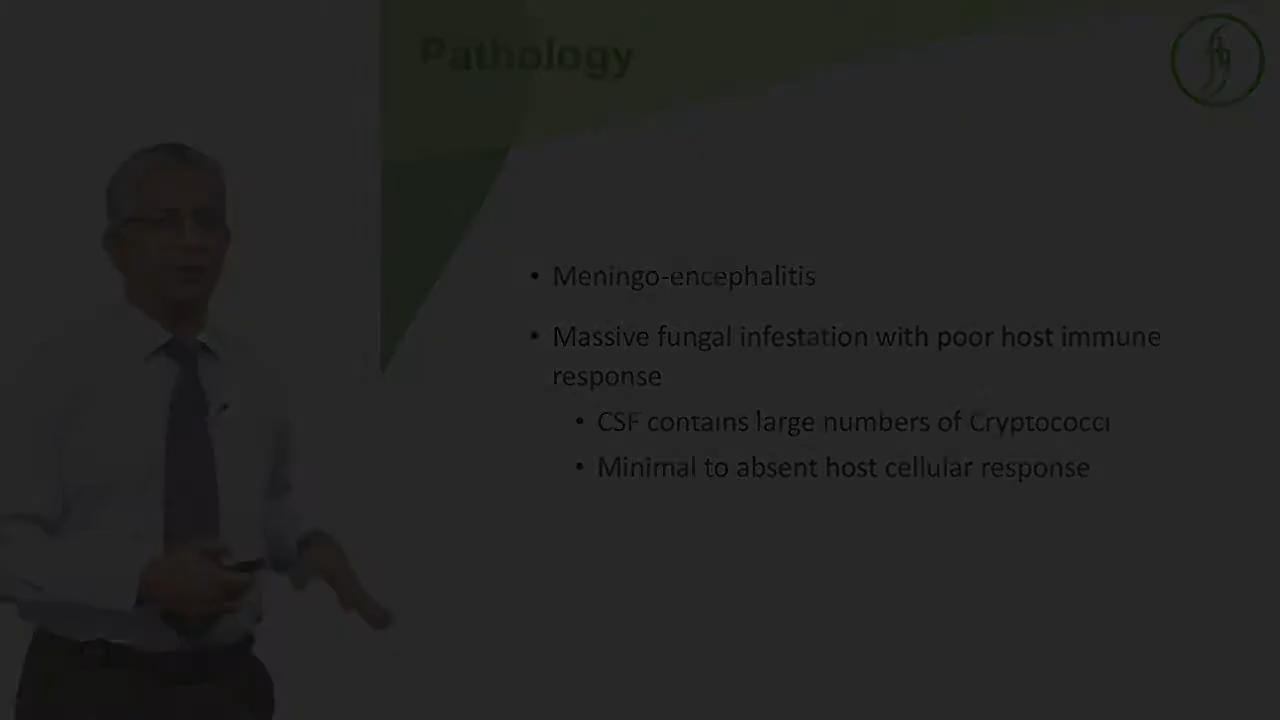 Pathology
• Meningo-encephalitis
• Massive fungal infestation with poor host immune
response
• CSF contains large numbers of Cryptococci
• Minimal to absent host cellular response